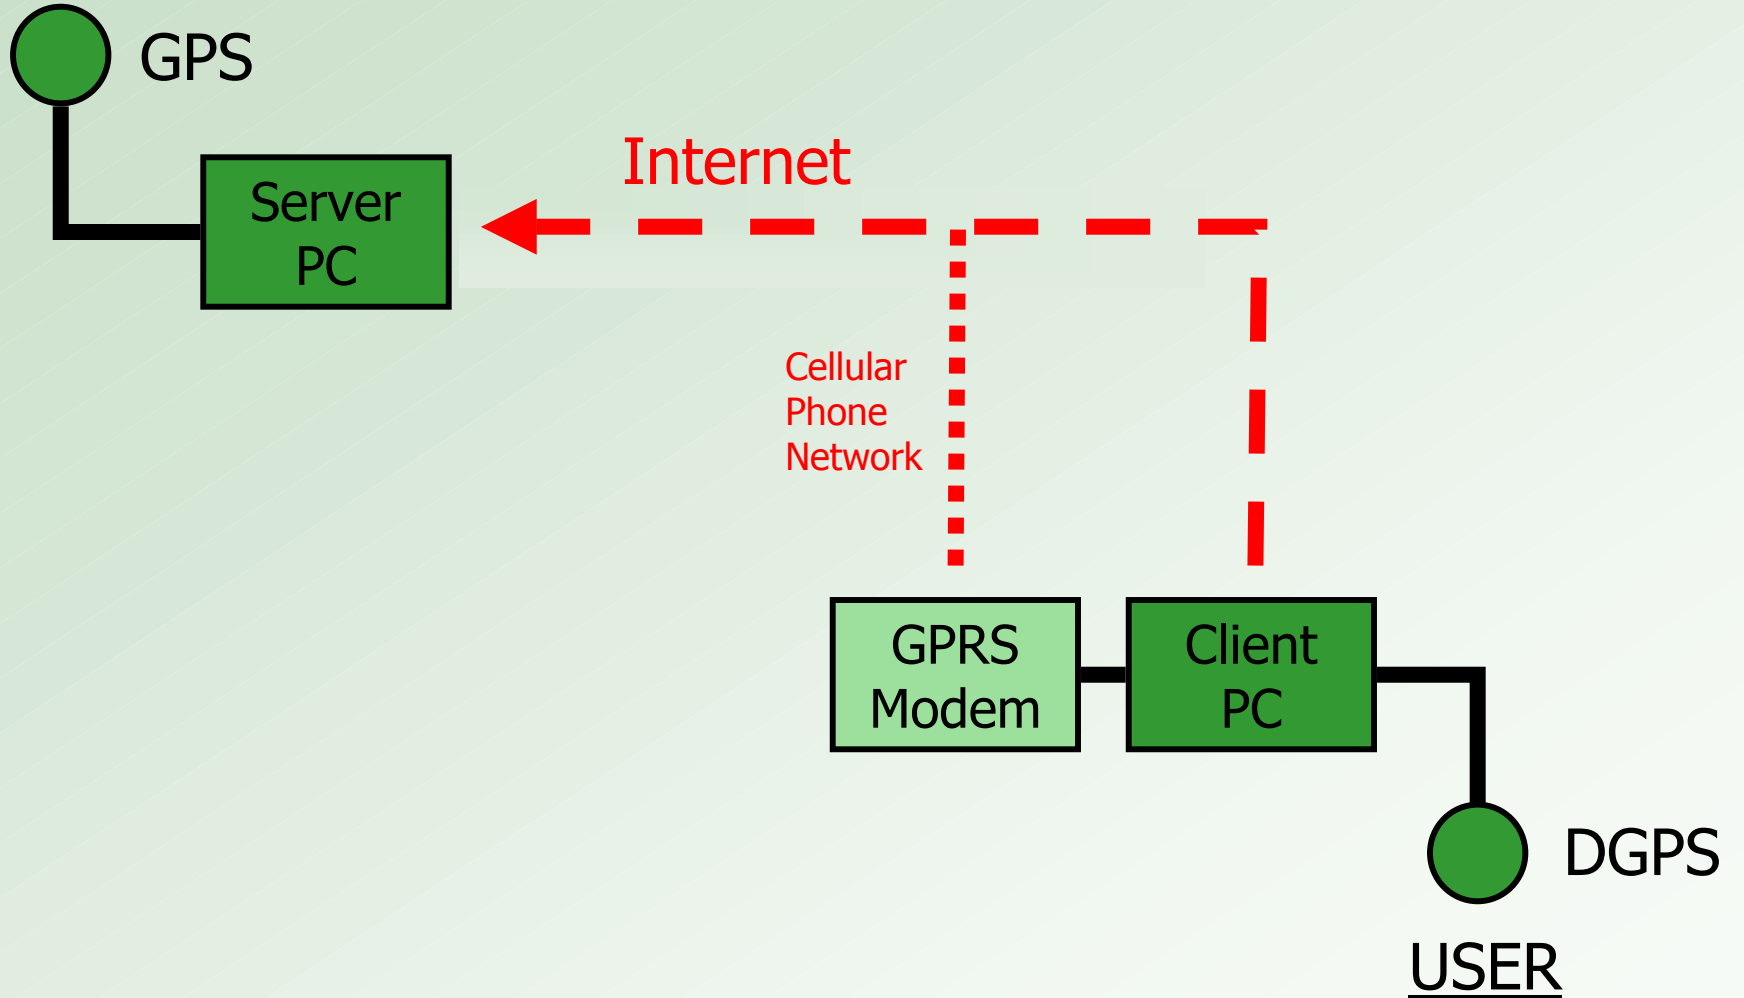 GPS
Internet
Server
PC
Cellular
Phone
Network
GPRS
Modem
Client
PC
DGPS
USER